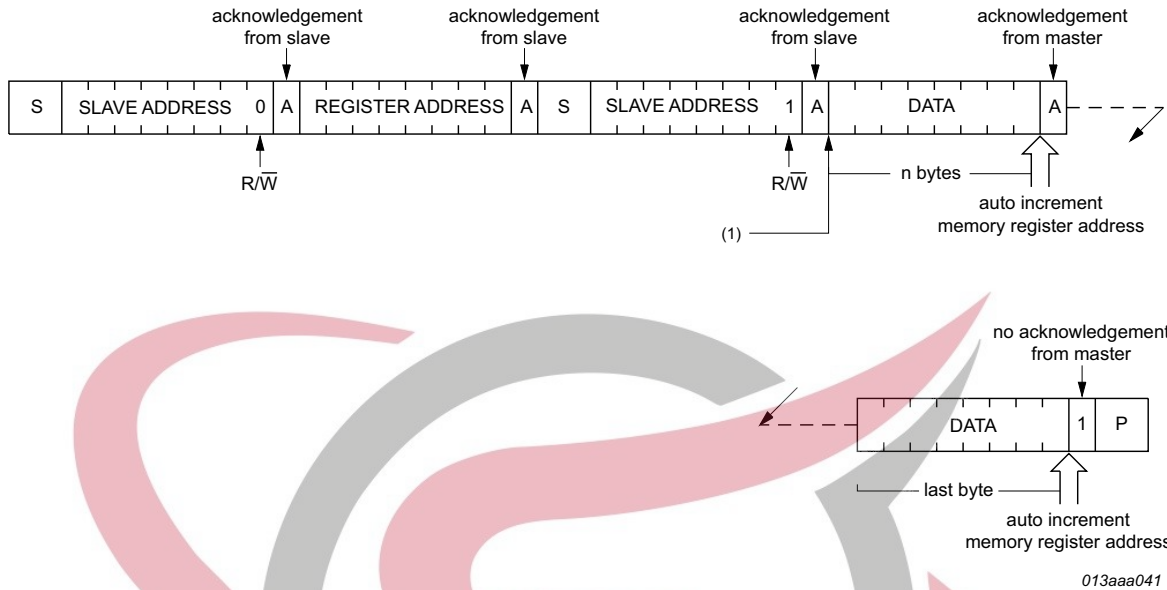 acknowledgement
from slave
acknowledgement
from slave
acknowledgement
from slave
acknowledgement
from master
S SLAVE ADDRESS 0 A REGISTER ADDRESS A S SLAVE ADDRESS 1 A DATA A
R/W̅
R/W̅
n bytes
auto increment
memory register address
(1)
no acknowledgement
from master
DATA 1 P
last byte
auto increment
memory register address
013aaa041